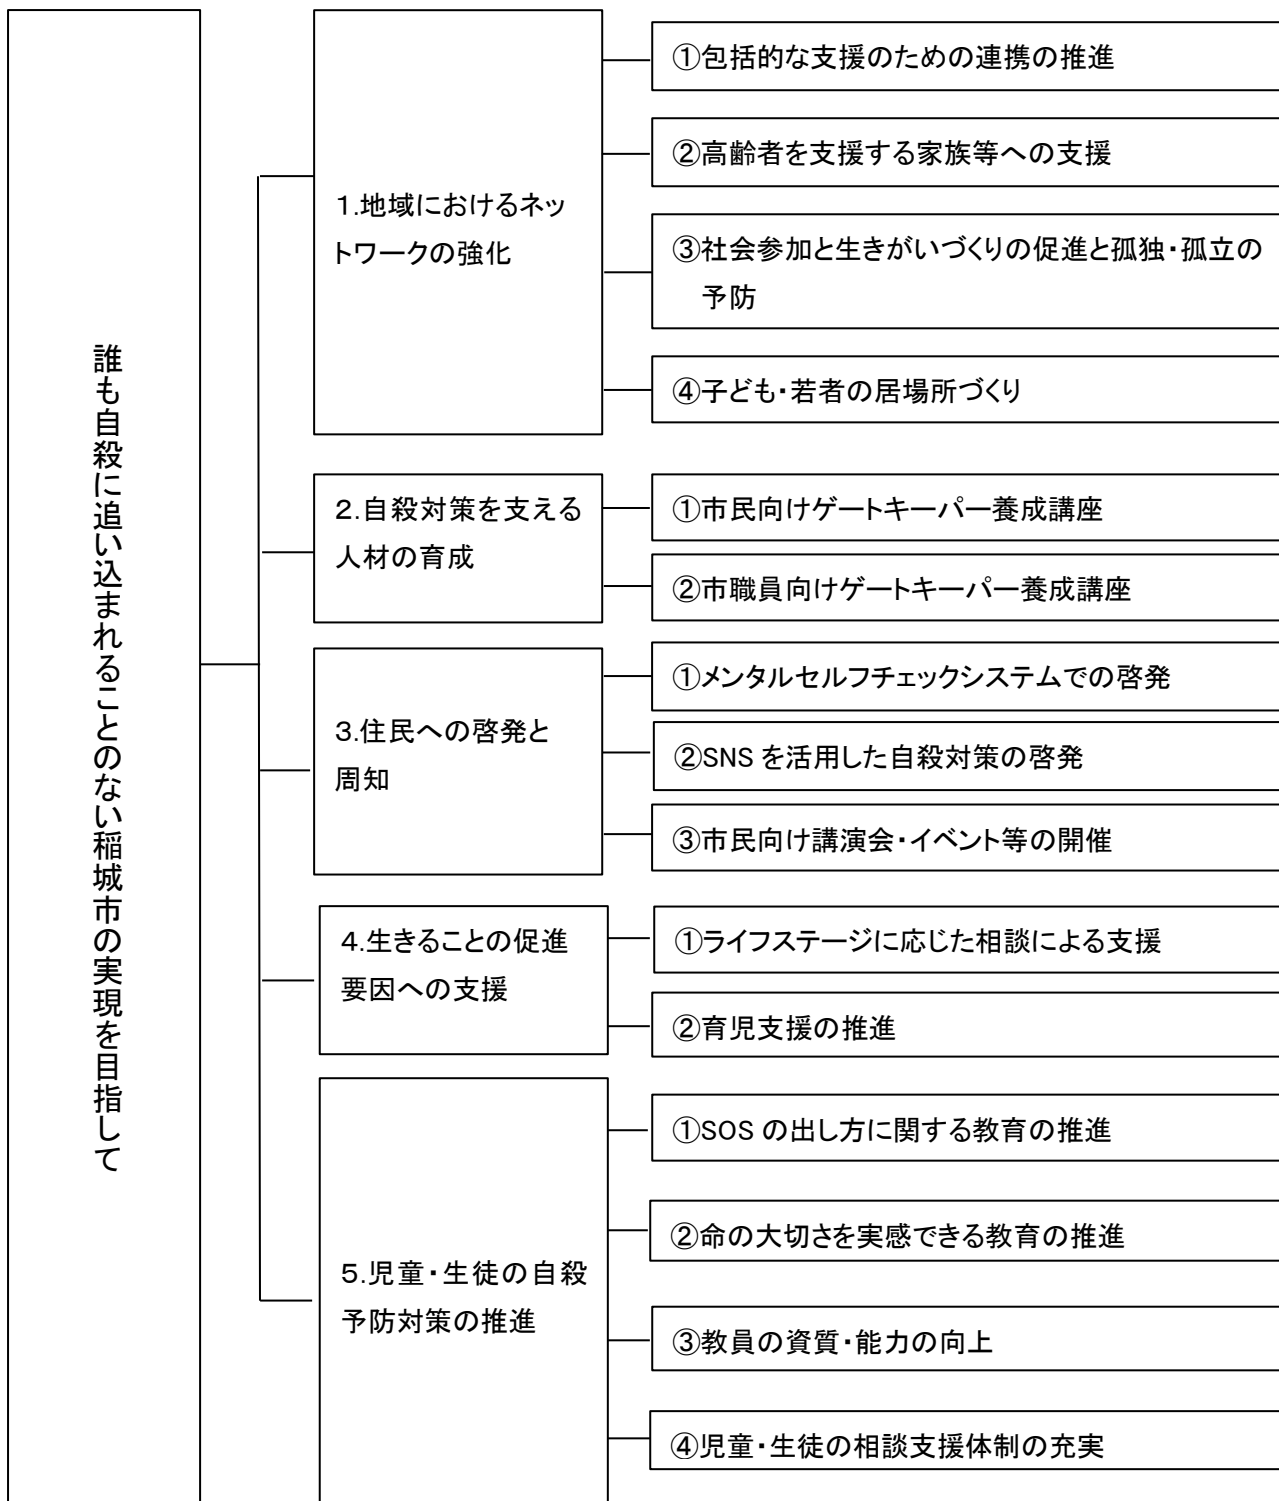 誰も自殺に追い込まれることのない稲城市の実現を目指して
1.地域におけるネッ
トワークの強化
①包括的な支援のための連携の推進
②高齢者を支援する家族等への支援
③社会参加と生きがいづくりの促進と孤独・孤立の
予防
④子ども・若者の居場所づくり
2.自殺対策を支える
人材の育成
①市民向けゲートキーパー養成講座
②市職員向けゲートキーパー養成講座
3.住民への啓発と
周知
①メンタルセルフチェックシステムでの啓発
②SNS を活用した自殺対策の啓発
③市民向け講演会・イベント等の開催
4.生きることの促進
要因への支援
①ライフステージに応じた相談による支援
②育児支援の推進
5.児童・生徒の自殺
予防対策の推進
①SOS の出し方に関する教育の推進
②命の大切さを実感できる教育の推進
③教員の資質・能力の向上
④児童・生徒の相談支援体制の充実